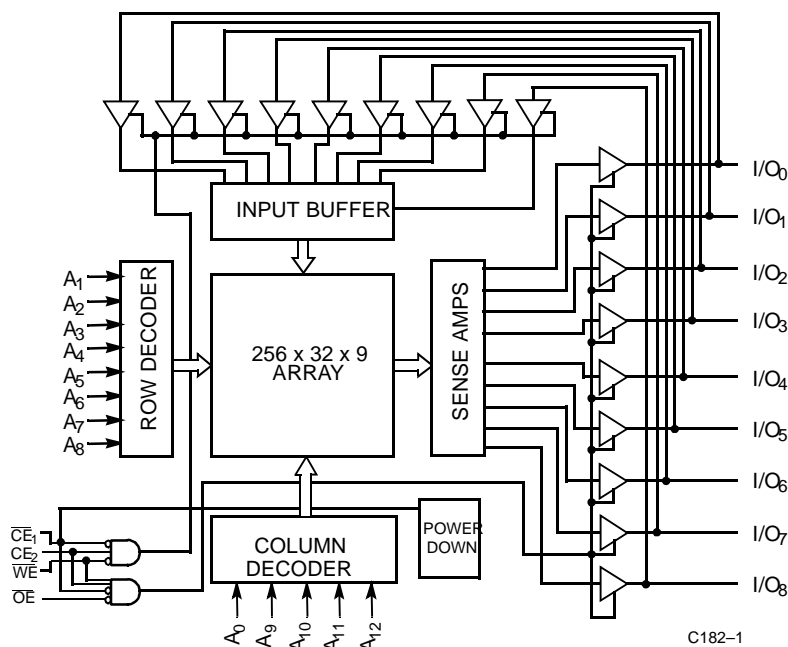 INPUT BUFFER
I/O0
I/O1
I/O2
I/O3
I/O4
I/O5
I/O6
I/O7
I/O8
A1
A2
A3
A4
A5
A6
A7
A8
ROW DECODER
256 x 32 x 9
ARRAY
SENSE AMPS
CE1
CE2
WE
OE
COLUMN
DECODER
POWER
DOWN
A0
A9
A10
A11
A12
C182–1